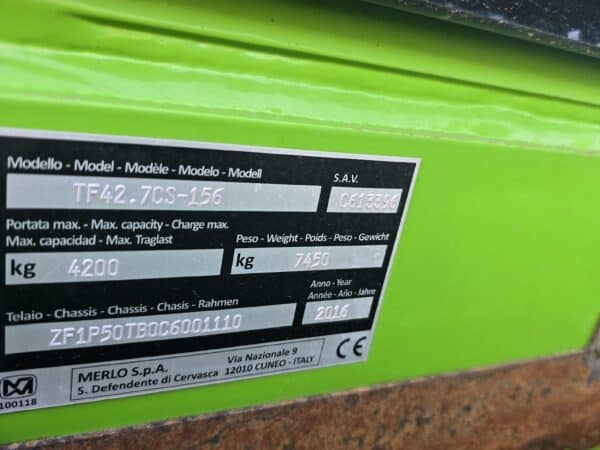 Modello - Model - Modèle - Modelo - Modell
S.A.V.
TF42.7CS-156
C613396
Portata max. - Max. capacity - Charge max.
Max. capacidad - Max. Traglast
Peso - Weight - Poids - Peso - Gewicht
kg 4200
kg 7450
Telaio - Chassis - Chassis - Chasis - Rahmen
Anno - Year
Année - Año - Jahre
ZF1P50TB0C6001110
2016
MERLO S.p.A.
S. Defendente di Cervasca
Via Nazionale 9
12010 CUNEO - ITALY
CE
100118